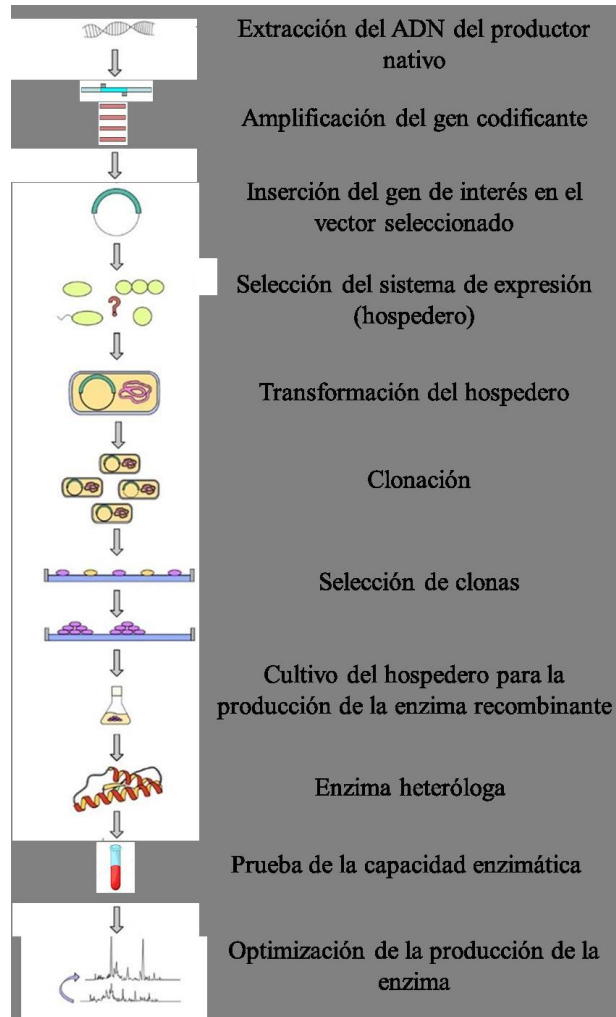 Extracción del ADN del productor
nativo
Amplificación del gen codificante
Inserción del gen de interés en el
vector seleccionado
Selección del sistema de expresión
(hospedero)
?
Transformación del hospedero
Clonación
Selección de clonas
Cultivo del hospedero para la
producción de la enzima recombinante
Enzima heteróloga
Prueba de la capacidad enzimática
Optimización de la producción de la
enzima